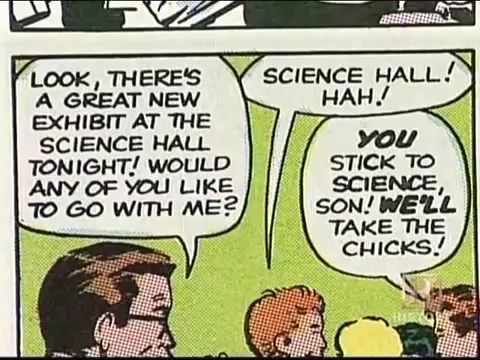 LOOK, THERE'S
A GREAT NEW
EXHIBIT AT THE
SCIENCE HALL
TONIGHT! WOULD
ANY OF YOU LIKE
TO GO WITH ME?
SCIENCE HALL!
HAH!
YOU
STICK TO
SCIENCE,
SON! WE'LL
TAKE THE
CHICKS!
H
HISTORY